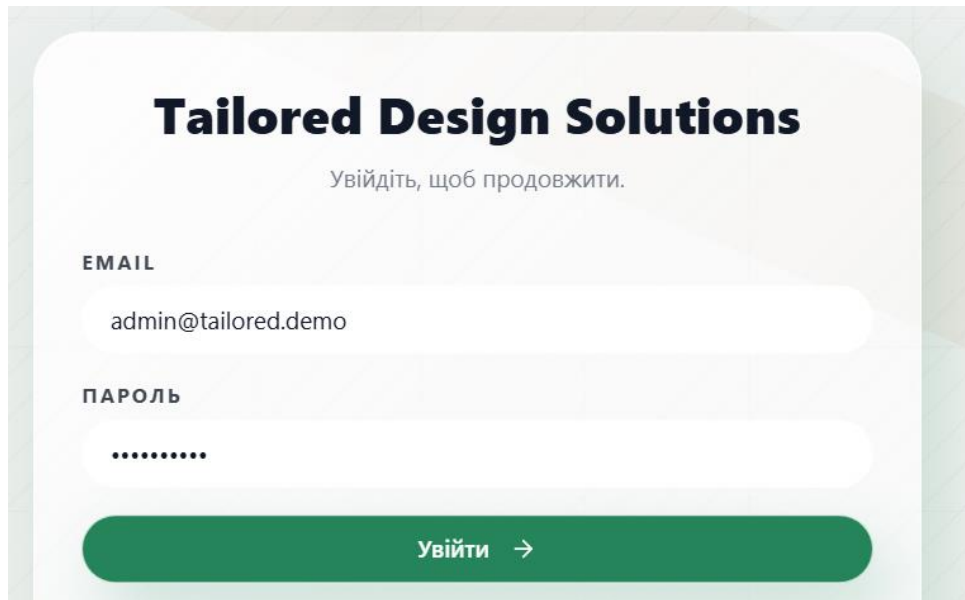 Tailored Design Solutions
Увійдіть, щоб продовжити.
EMAIL
admin@tailored.demo
ПАРОЛЬ
••••••••••
Увійти →